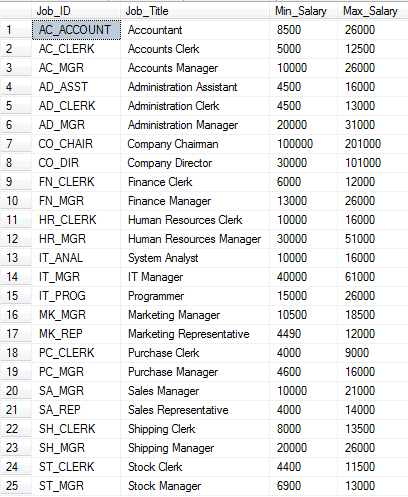 Job_ID Job_Title Min_Salary Max_Salary
1 AC_ACCOUNT Accountant 8500 26000
2 AC_CLERK Accounts Clerk 5000 12500
3 AC_MGR Accounts Manager 10000 26000
4 AD_ASST Administration Assistant 4500 16000
5 AD_CLERK Administration Clerk 4500 13000
6 AD_MGR Administration Manager 20000 31000
7 CO_CHAIR Company Chaiman 100000 201000
8 CO_DIR Company Director 30000 101000
9 FN_CLERK Finance Clerk 6000 12000
10 FN_MGR Finance Manager 13000 26000
11 HR_CLERK Human Resources Clerk 10000 16000
12 HR_MGR Human Resources Manager 30000 51000
13 IT_ANAL System Analyst 10000 16000
14 IT_MGR IT Manager 40000 61000
15 IT_PROG Programmer 15000 26000
16 MK_MGR Marketing Manager 10500 18500
17 MK_REP Marketing Representative 4490 12000
18 PC_CLERK Purchase Clerk 4000 9000
19 PC_MGR Purchase Manager 4600 16000
20 SA_MGR Sales Manager 10000 21000
21 SA_REP Sales Representative 4000 14000
22 SH_CLERK Shipping Clerk 8000 13500
23 SH_MGR Shipping Manager 20000 26000
24 ST_CLERK Stock Clerk 4400 11500
25 ST_MGR Stock Manager 6900 13000